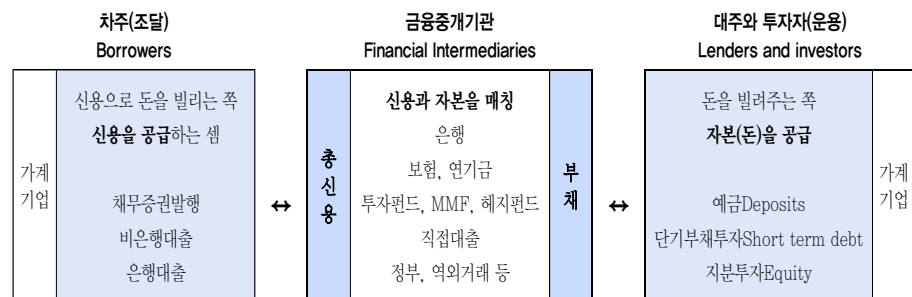 차주(조달)
Borrowers
가계
기업
신용으로 돈을 빌리는 쪽
신용을 공급하는 셈
채무증권발행
비은행대출
은행대출
↔
금융중개기관
Financial Intermediaries
총
신
용
신용과 자본을 매칭
은행
보험, 연기금
투자펀드, MMF, 헤지펀드
직접대출
정부, 역외거래 등
부
채
↔
대주와 투자자(운용)
Lenders and investors
돈을 빌려주는 쪽
자본(돈)을 공급
예금Deposits
단기부채투자Short term debt
지분투자Equity
가계
기업